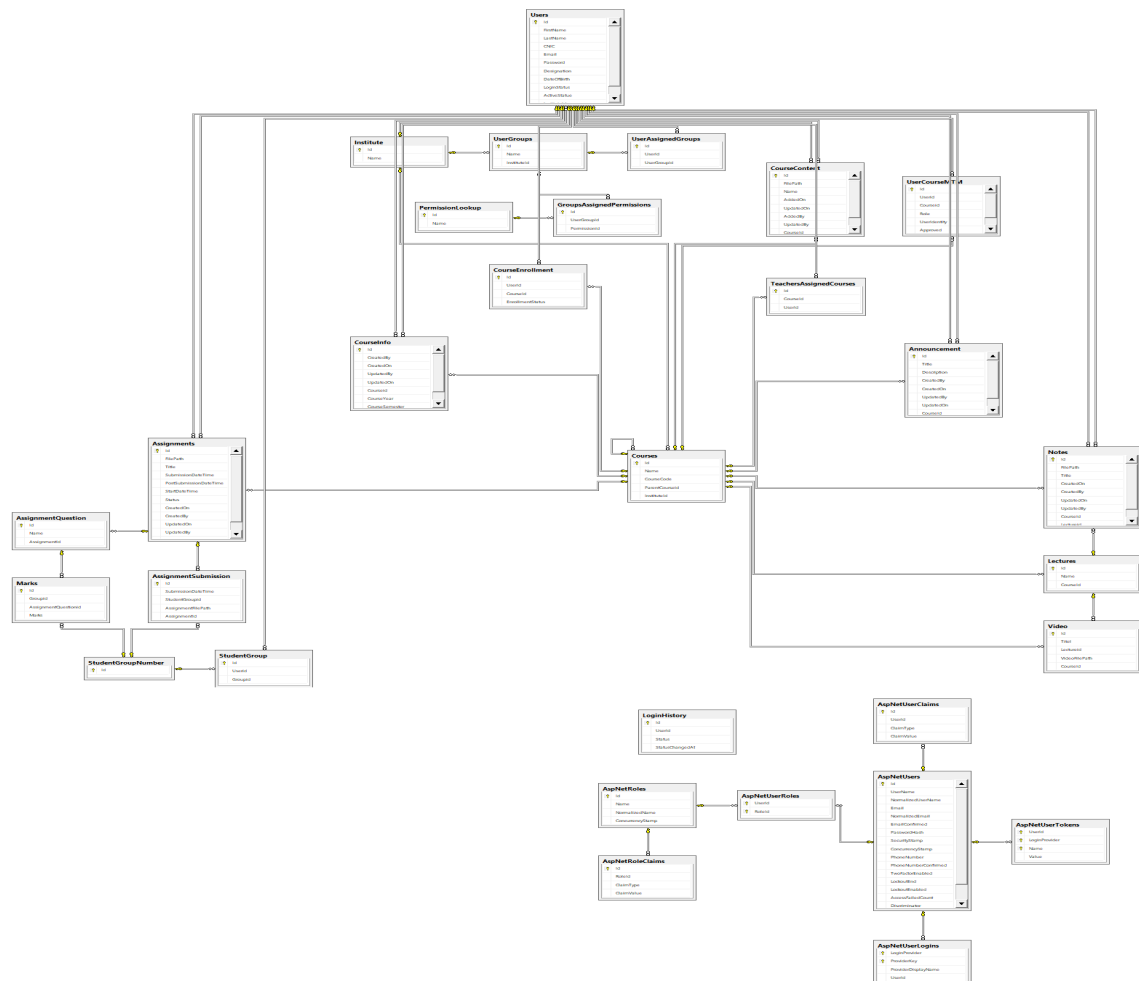 Users
Id
FirstName
LastName
CNIC
Email
Password
Designation
DateOfBirth
LoginStatus
ActiveStatus
Institute
Id
Name
UserGroups
Id
Name
InstituteId
UserAssignedGroups
Id
UserId
UserGroupId
CourseContent
Id
FilePath
Name
AddedOn
UpdatedOn
AddedBy
UpdatedBy
CourseId
UserCourseMTM
Id
UserId
CourseId
Role
UserIdentity
Approved
PermissionLookup
Id
Name
GroupsAssignedPermissions
Id
UserGroupId
PermissionId
CourseEnrollment
Id
UserId
CourseId
EnrollmentStatus
TeachersAssignedCourses
Id
CourseId
UserId
CourseInfo
Id
CreatedBy
CreatedOn
UpdatedBy
UpdatedOn
CourseId
CourseYear
CourseSemester
Announcement
Id
Title
Description
CreatedBy
CreatedOn
UpdatedBy
UpdatedOn
CourseId
Assignments
Id
FilePath
Title
SubmissionDateTime
PostSubmissionDateTime
StartDateTime
Status
CreatedOn
CreatedBy
UpdatedOn
UpdatedBy
Courses
Id
Name
CourseCode
ParentCourseId
InstituteId
Notes
Id
FilePath
Title
CreatedOn
CreatedBy
UpdatedOn
UpdatedBy
CourseId
LectureId
AssignmentQuestion
Id
Name
AssignmentId
Marks
Id
GroupId
AssignmentQuestionId
Marks
AssignmentSubmission
Id
SubmissionDateTime
StudentGroupId
AssignmentFilePath
AssignmentId
Lectures
Id
Name
CourseId
Video
Id
Title
LectureId
VideoFilePath
CourseId
StudentGroupNumber
Id
StudentGroup
Id
UserId
GroupId
LoginHistory
Id
UserId
Status
StatusChangedAt
AspNetUserClaims
Id
UserId
ClaimType
ClaimValue
AspNetRoles
Id
Name
NormalizedName
ConcurrencyStamp
AspNetUserRoles
UserId
RoleId
AspNetUsers
Id
UserName
NormalizedUserName
Email
NormalizedEmail
EmailConfirmed
PasswordHash
SecurityStamp
ConcurrencyStamp
PhoneNumber
PhoneNumberConfirmed
TwoFactorEnabled
LockoutEnd
LockoutEnabled
AccessFailedCount
Discriminator
AspNetUserTokens
UserId
LoginProvider
Name
Value
AspNetRoleClaims
Id
RoleId
ClaimType
ClaimValue
AspNetUserLogins
LoginProvider
ProviderKey
ProviderDisplayName
UserId